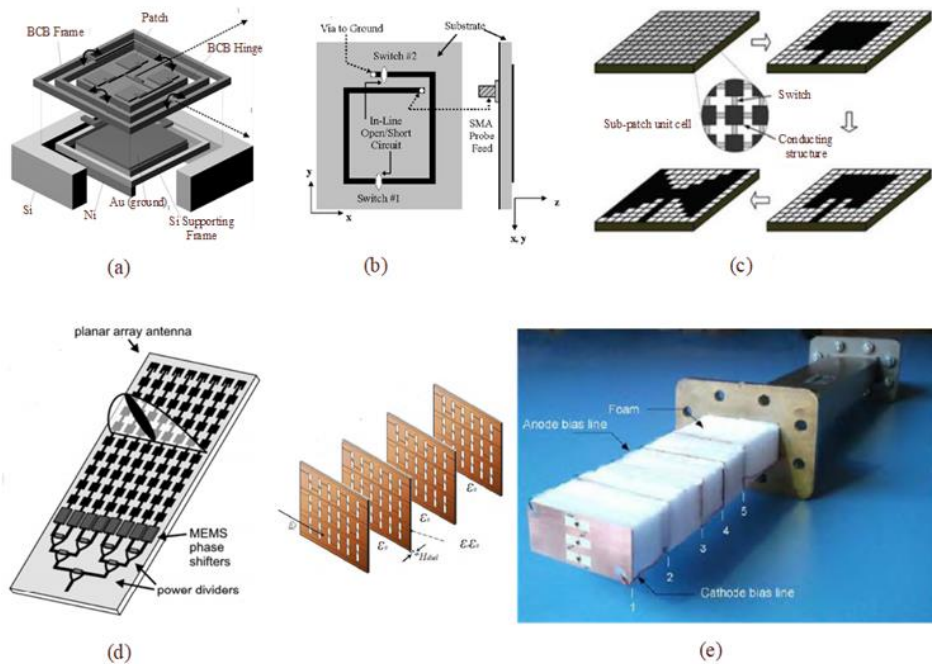 Patch
BCB Frame
BCB Hinge
Si
Ni
Au (ground)
Si Supporting
Frame
(a)
Via to Ground
Substrate
Switch #2
In-Line
Open/Short
Circuit
SMA
Probe
Feed
Switch #1
y
x
z
x, y
(b)
Switch
Sub-patch unit cell
Conducting
structure
(c)
planar array antenna
MEMS
phase
shifters
power dividers
(d)
Foam
Anode bias line
Cathode bias line
1
2
3
4
5
(e)